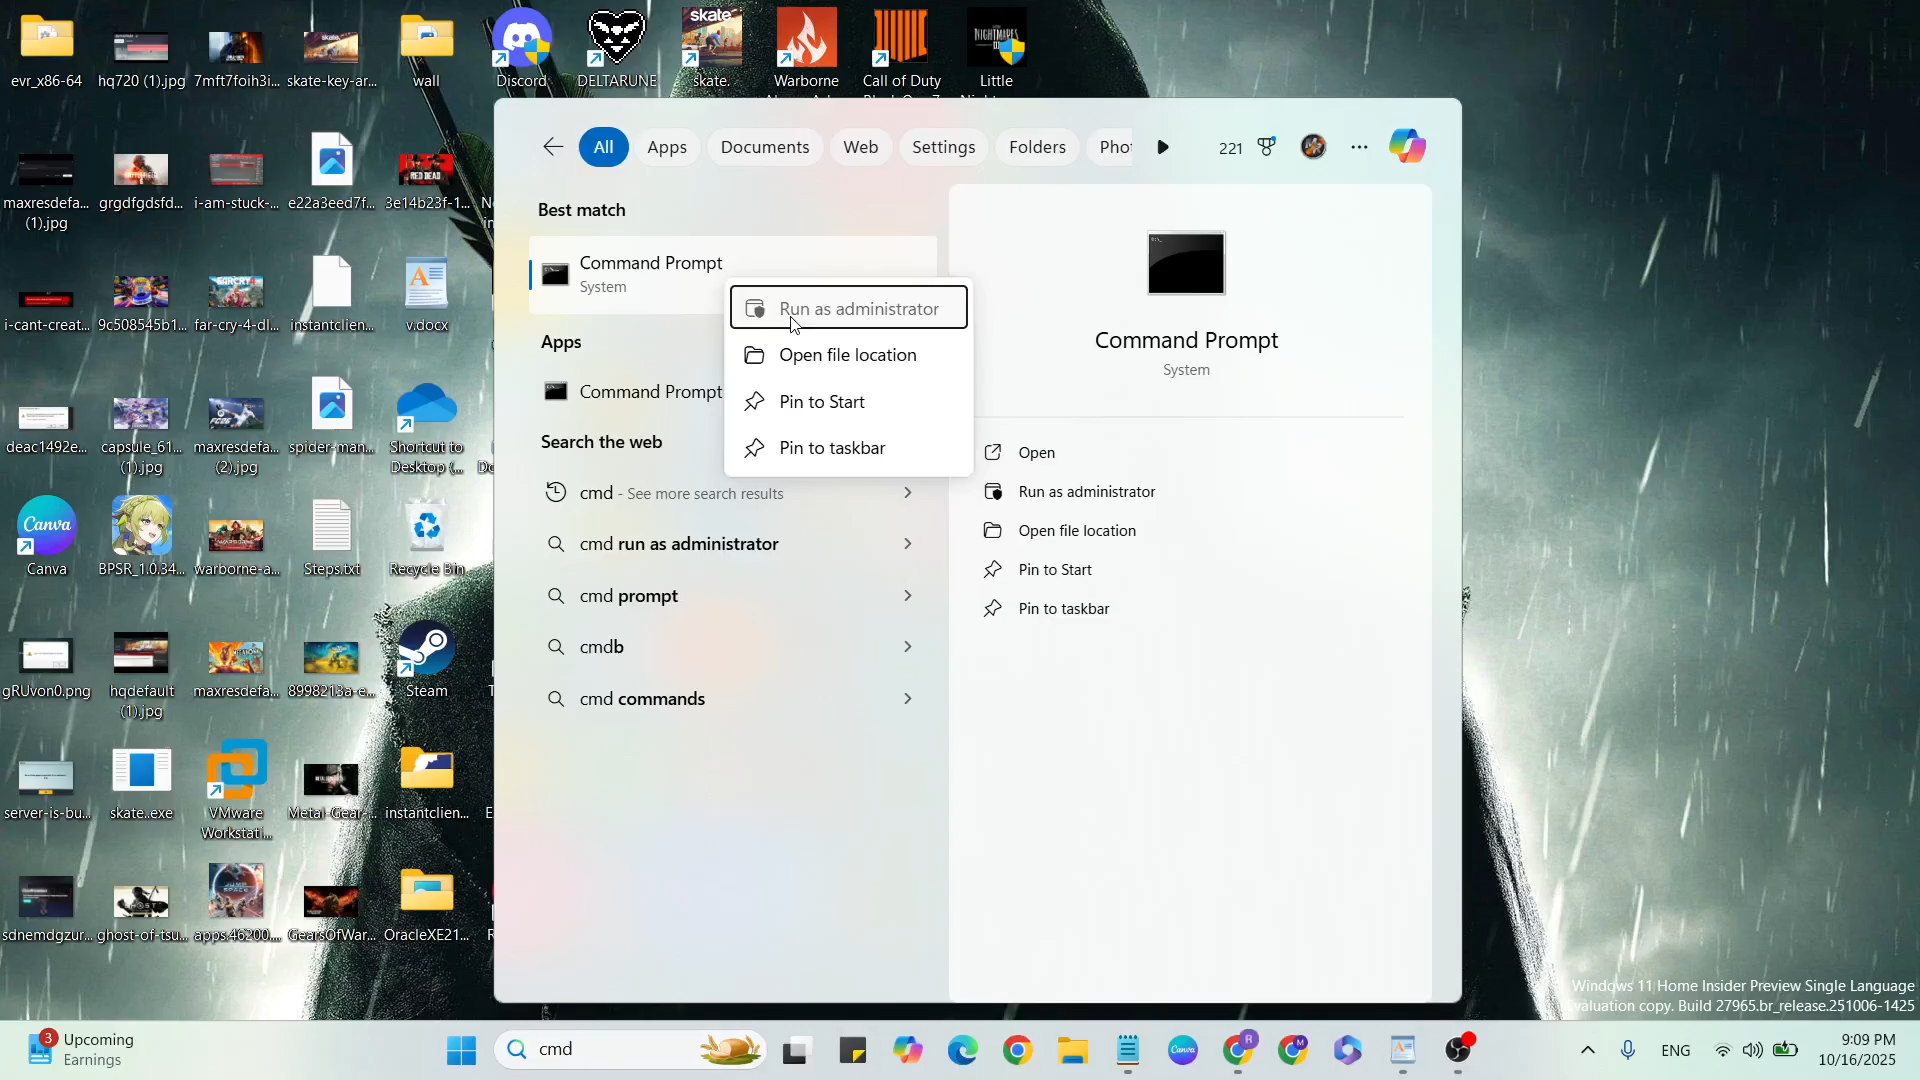 evr_x86-64
hq720 (1).jpg
7mft7foih3i...
skate-key-ar...
wall
Discord
DELTARUNE
skate.
Warborne
Call of Duty
Little
maxresdefa...
(1).jpg
grgdfgdsfd...
i-am-stuck-...
e22a3eed7f...
3e14b23f-1...
i-cant-creat...
9c508545b1...
far-cry-4-dl...
instantclien...
v.docx
deac1492e...
capsule_61...
(1).jpg
maxresdefa...
(2).jpg
spider-man...
Shortcut to
Desktop (...
Canva
Canva
BPSR_1.0.34...
warborne-a...
Steps.txt
Recycle Bin
gRUvon0.png
hqdefault
(1).jpg
maxresdefa...
8998213a-e...
Steam
server-is-bu...
skate..exe
VMware
Workstati...
Metal-Gear-...
instantclien...
sdnemdgzur...
ghost-of-tsu...
apps.46200....
GearsOfWar...
OracleXE21...
All
Apps
Documents
Web
Settings
Folders
221
Best match
Command Prompt
System
Run as administrator
Open file location
Pin to Start
Pin to taskbar
Apps
Command Prompt
Search the web
cmd - See more search results
cmd run as administrator
cmd prompt
cmdb
cmd commands
Command Prompt
System
Open
Run as administrator
Open file location
Pin to Start
Pin to taskbar
Windows 11 Home Insider Preview Single Language
Evaluation copy. Build 27965.br_release.251006-1425
3
Upcoming
Earnings
cmd
Canva
R
M
ENG
9:09 PM
10/16/2025